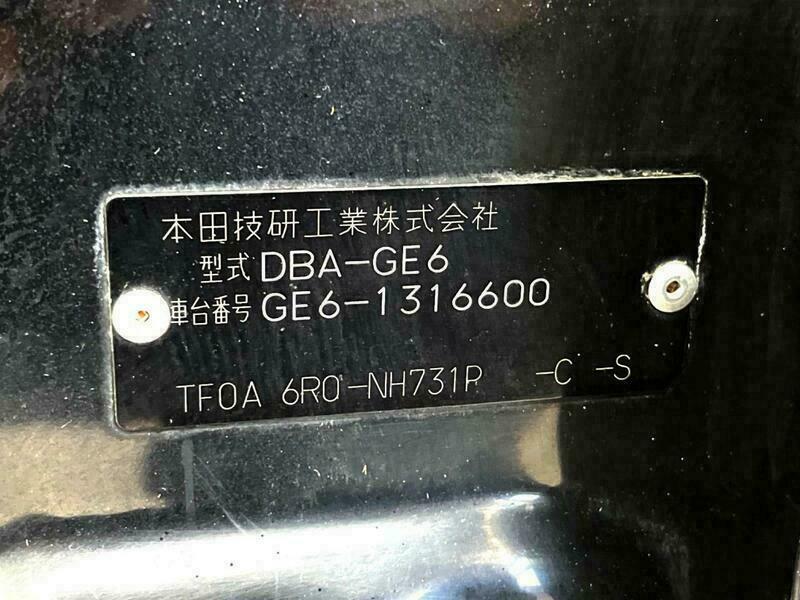 本田技研工業株式会社
型式 DBA-GE6
車台番号 GE6-1316600
TF0A 6R0-NH731P -C -S